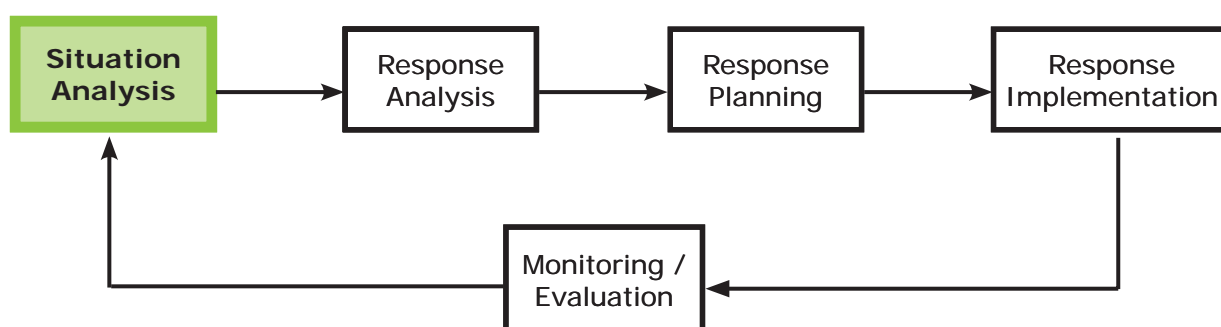 Situation
Analysis
Response
Analysis
Response
Planning
Response
Implementation
Monitoring /
Evaluation